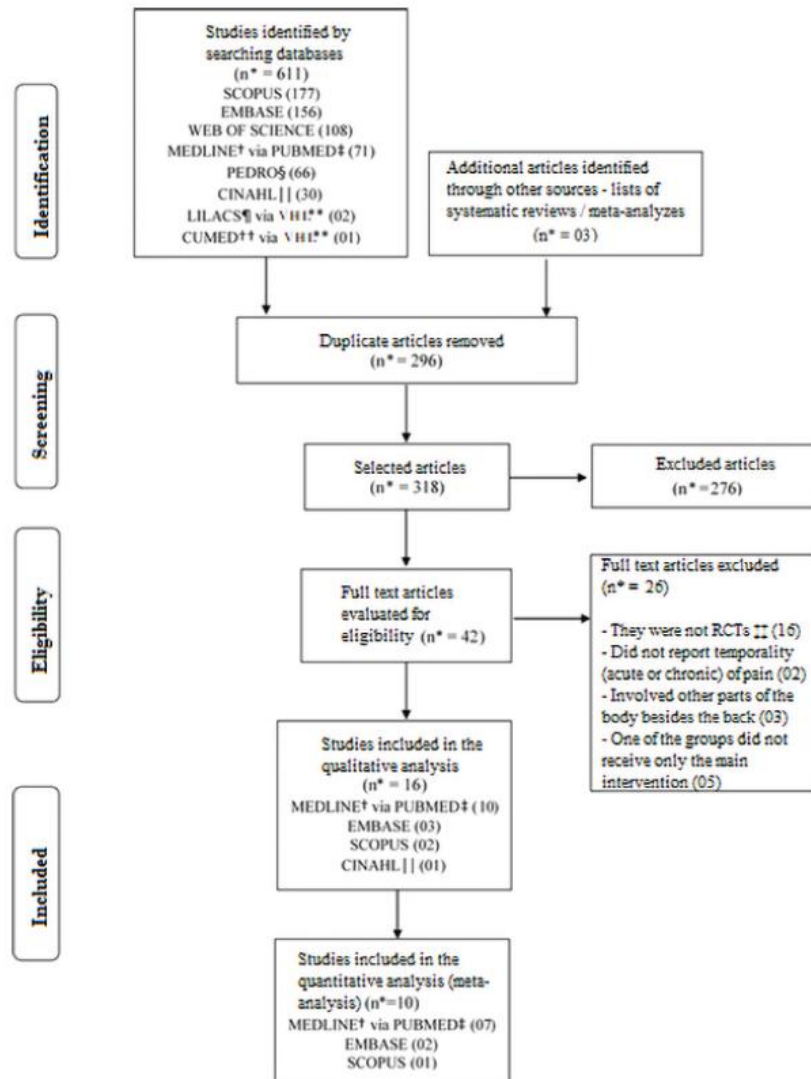 Identification
Studies identified by
searching databases
(n* = 611)
SCOPUS (177)
EMBASE (156)
WEB OF SCIENCE (108)
MEDLINE† via PUBMED‡ (71)
PEDRO§ (66)
CINAHL|| (30)
LILACS¶ via VHL** (02)
CUMED†† via VHL** (01)
Additional articles identified
through other sources - lists of
systematic reviews / meta-analyzes
(n* = 03)
Screening
Duplicate articles removed
(n* = 296)
Selected articles
(n* = 318)
Excluded articles
(n* =276)
Eligibility
Full text articles
evaluated for
eligibility (n* = 42)
Full text articles excluded
(n* = 26)
- They were not RCTs ‡‡ (16)
- Did not report temporality
(acute or chronic) of pain (02)
- Involved other parts of the
body besides the back (03)
- One of the groups did not
receive only the main
intervention (05)
Included
Studies included in the
qualitative analysis
(n* = 16)
MEDLINE† via PUBMED‡ (10)
EMBASE (03)
SCOPUS (02)
CINAHL|| (01)
Studies included in the
quantitative analysis (meta-
analysis) (n*=10)
MEDLINE† via PUBMED‡ (07)
EMBASE (02)
SCOPUS (01)